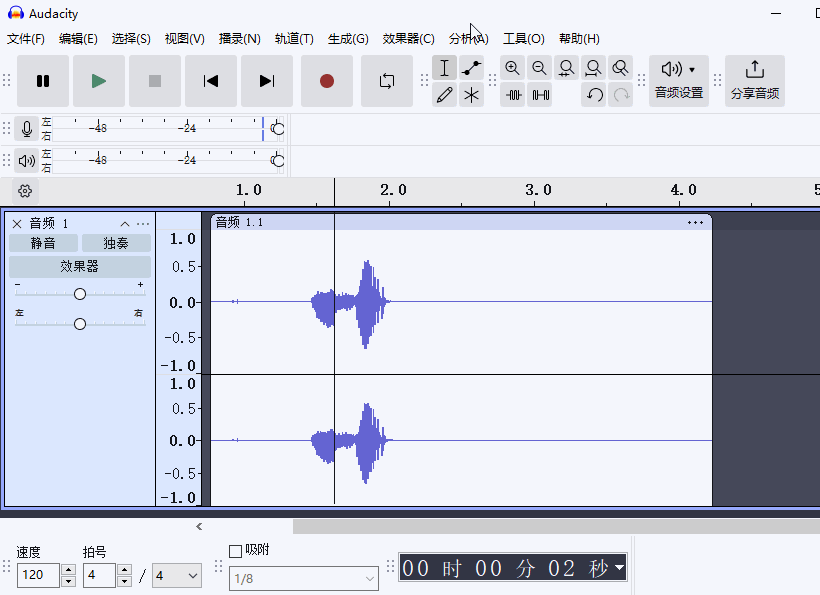 Audacity
文件(F) 编辑(E) 选择(S) 视图(V) 播录(N) 轨道(T) 生成(G) 效果器(C) 分析(A) 工具(O) 帮助(H)
音频设置 分享音频
左 -48 -24 0
右
左 -48 -24 0
右
1.0 2.0 3.0 4.0 5
音频 1 ... 1.0 音频 1.1 ...
静音 独奏
效果器 0.5
- +
0.0
左 右
-0.5
-1.0
1.0
0.5
0.0
-0.5
-1.0
速度 拍号 吸附
120 4 / 4 1/8
00 时 00 分 02 秒